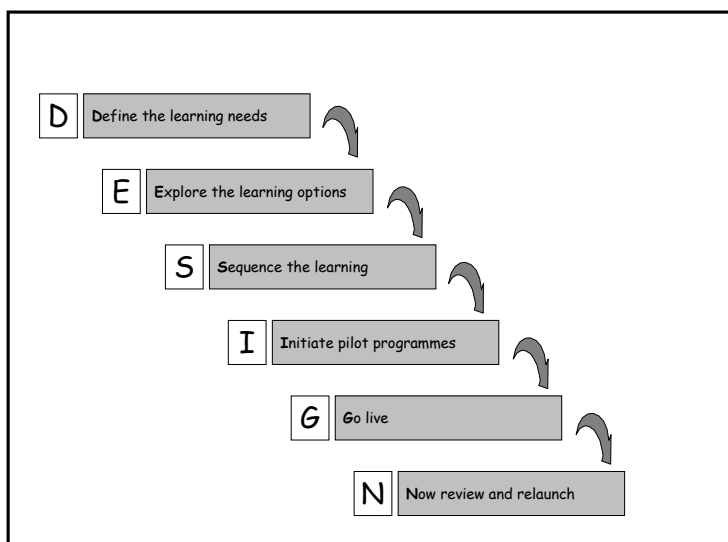 D Define the learning needs
E Explore the learning options
S Sequence the learning
I Initiate pilot programmes
G Go live
N Now review and relaunch